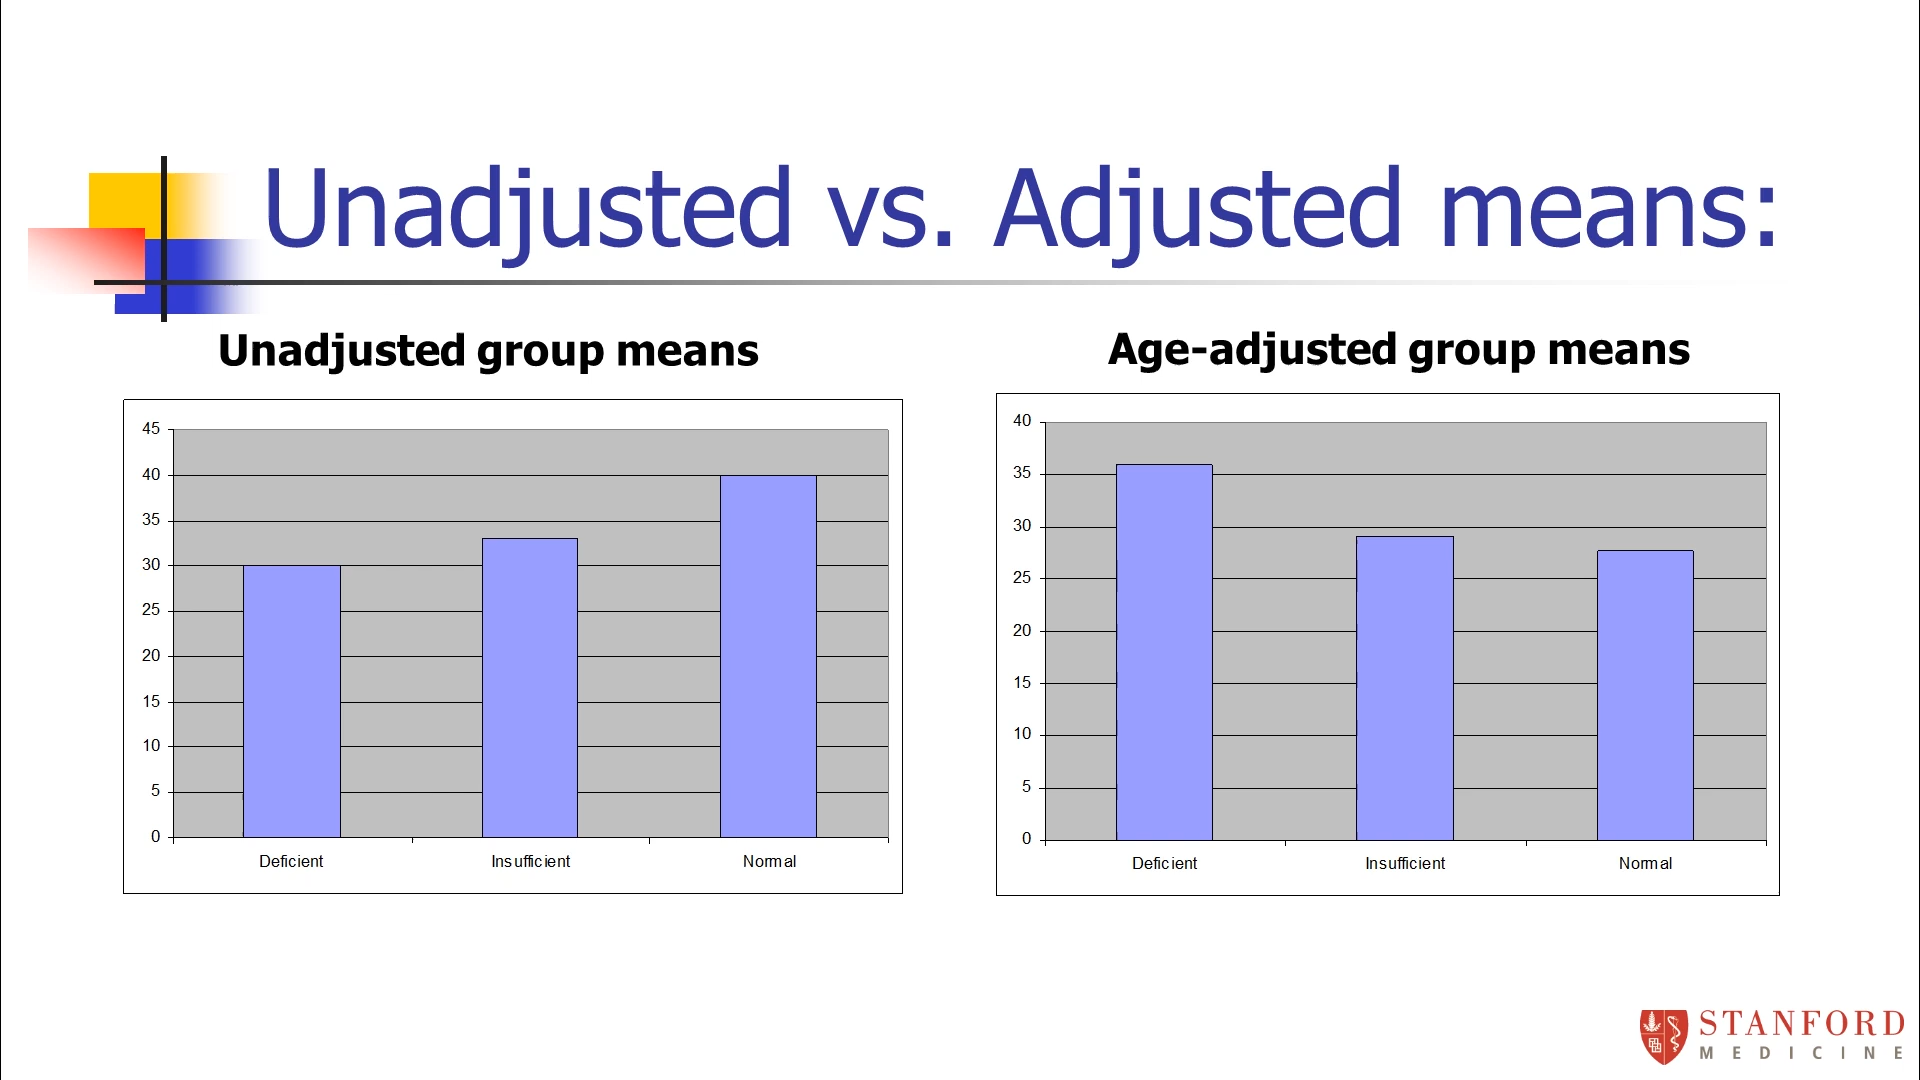 Unadjusted vs. Adjusted means:
Unadjusted group means
45
40
35
30
25
20
15
10
5
0
Deficient Insufficient Normal
Age-adjusted group means
40
35
30
25
20
15
10
5
0
Deficient Insufficient Normal
STANFORD
MEDICINE